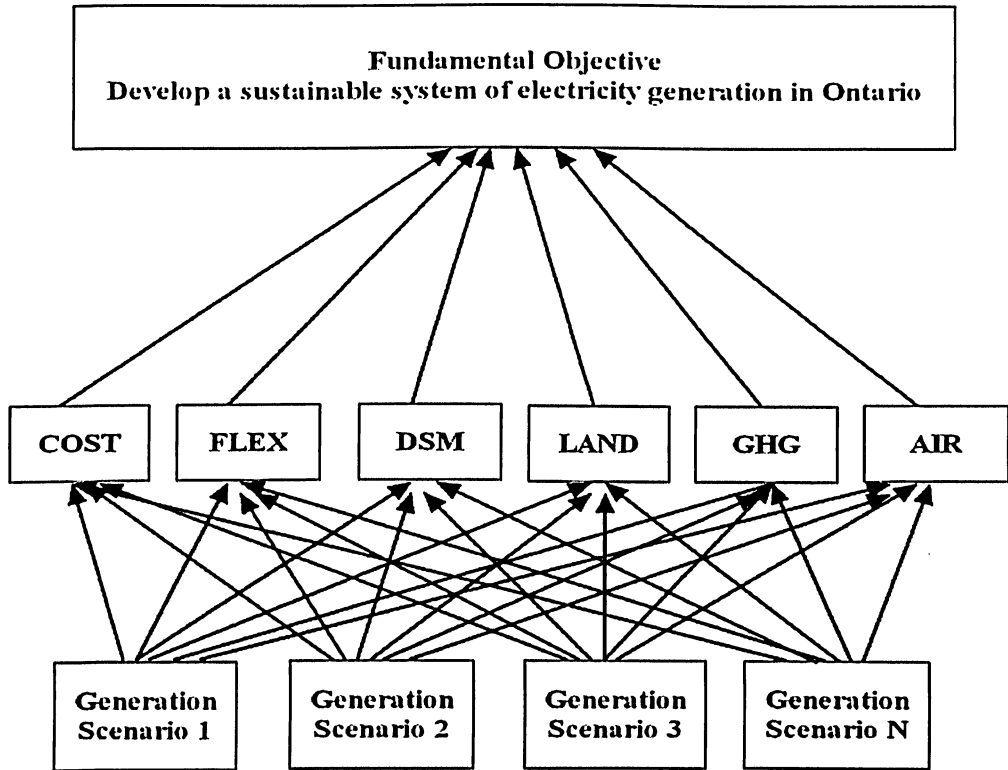 Fundamental Objective
Develop a sustainable system of electricity generation in Ontario
COST
FLEX
DSM
LAND
GHG
AIR
Generation
Scenario 1
Generation
Scenario 2
Generation
Scenario 3
Generation
Scenario N